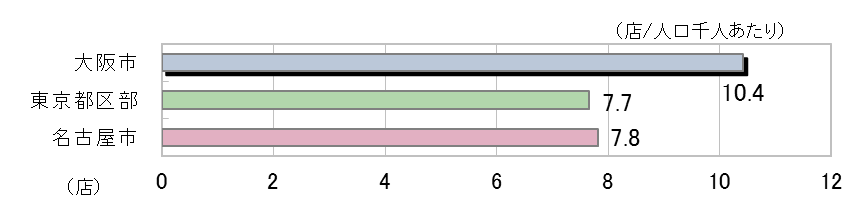 (店/人口千人あたり)
大阪市
10.4
東京都区部
7.7
名古屋市
7.8
(店)
0 2 4 6 8 10 12